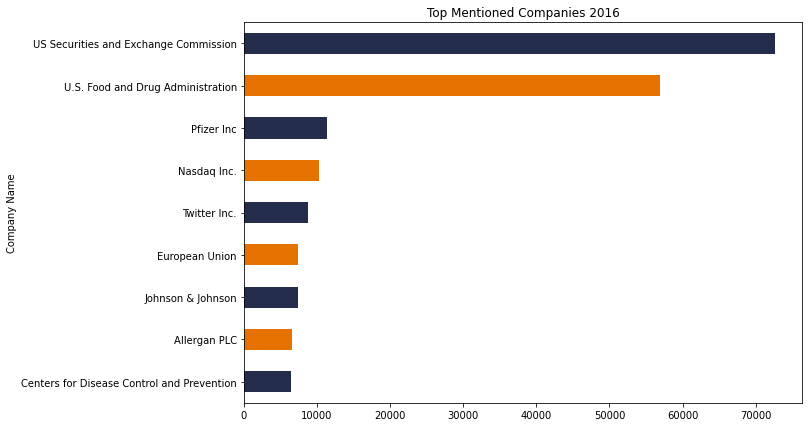 Top Mentioned Companies 2016
Company Name
US Securities and Exchange Commission
U.S. Food and Drug Administration
Pfizer Inc
Nasdaq Inc.
Twitter Inc.
European Union
Johnson & Johnson
Allergan PLC
Centers for Disease Control and Prevention
0 10000 20000 30000 40000 50000 60000 70000